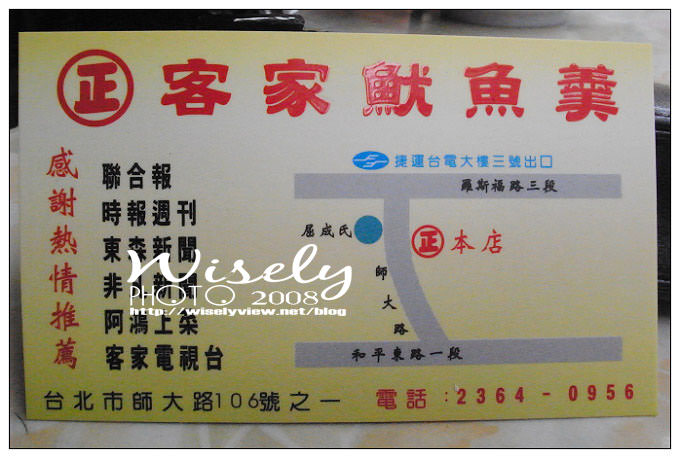 正 客家魷魚羹
感謝熱情推薦
聯合報
時報週刊
東森新聞
阿鴻上菜
客家電視台
捷運台電大樓三號出口
羅斯福路三段
屈成氏
正本店
師大路
和平東路一段
台北市師大路106號之一 電話:2364-0956
Wisely
PHOTO 2008
http://wiselyview.net/blog